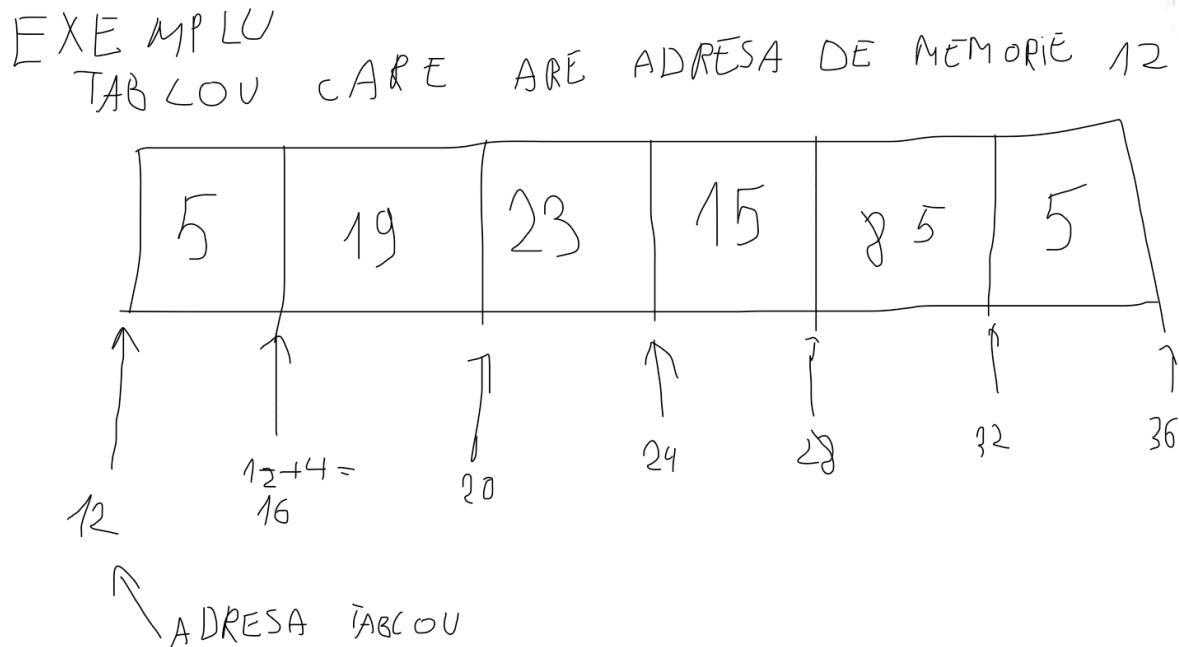 EXEMPLU
TABLOU CARE ARE ADRESA DE MEMORIE 12
5 19 23 15 85 5
12+4=
12 16 20 24 28 32 36
ADRESA TABLOU